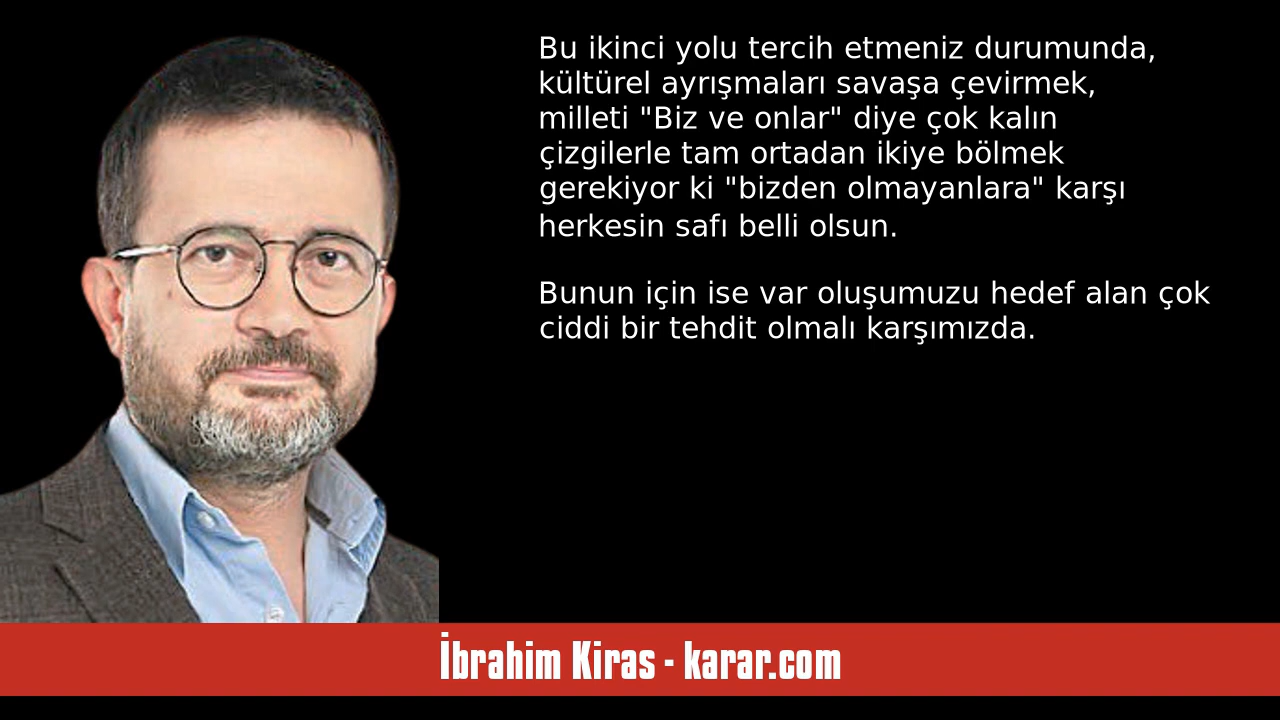 Bu ikinci yolu tercih etmeniz durumunda,
kültürel ayrışmaları savaşa çevirmek,
milleti "Biz ve onlar" diye çok kalın
çizgilerle tam ortadan ikiye bölmek
gerekiyor ki "bizden olmayanlara" karşı
herkesin safı belli olsun.
Bunun için ise var oluşumuzu hedef alan çok
ciddi bir tehdit olmalı karşımızda.
İbrahim Kiras - karar.com